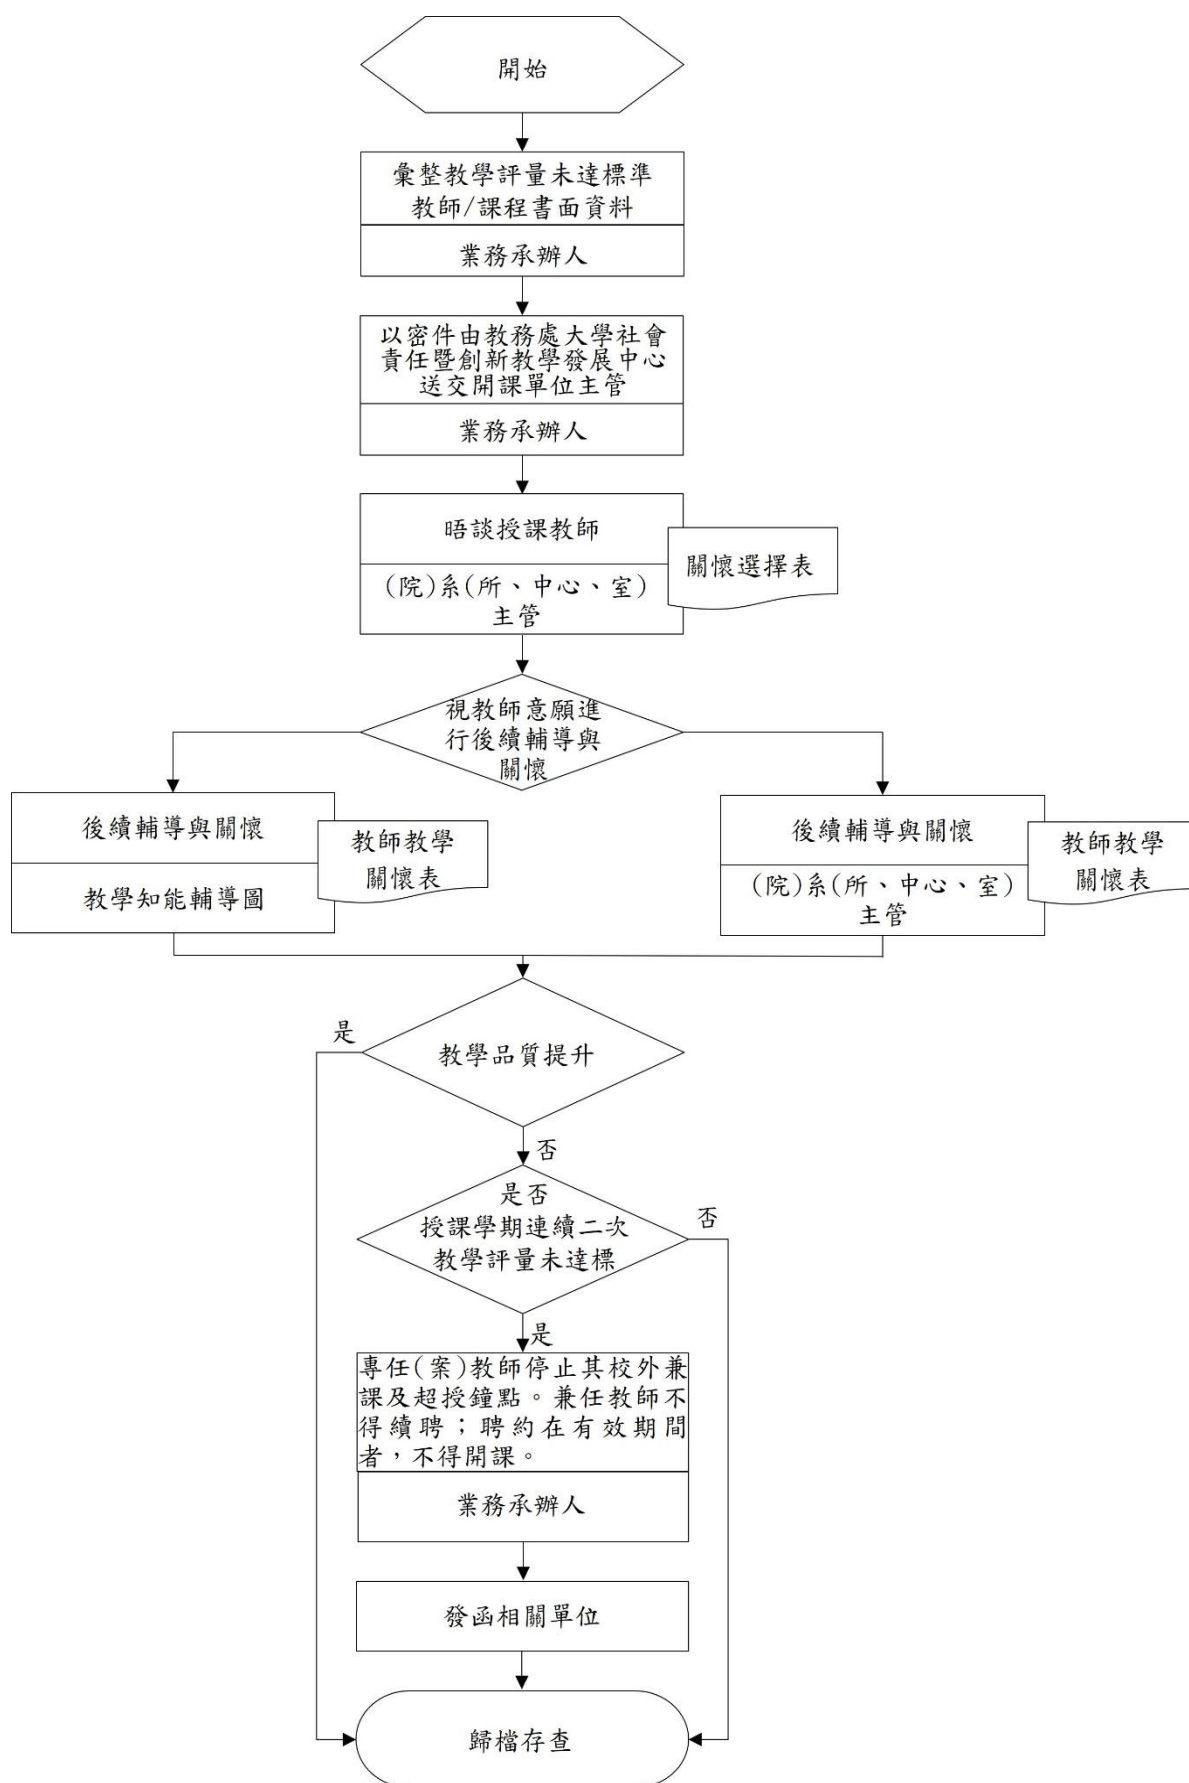 開始
彙整教學評量未達標準
教師/課程書面資料
業務承辦人
以密件由教務處大學社會
責任暨創新教學發展中心
送交開課單位主管
業務承辦人
晤談授課教師
(院)系(所、中心、室)
主管
關懷選擇表
視教師意願進
行後續輔導與
關懷
後續輔導與關懷
教學知能輔導圖
教師教學
關懷表
後續輔導與關懷
(院)系(所、中心、室)
主管
教師教學
關懷表
是
教學品質提升
否
是否
授課學期連續二次
教學評量未達標
否
是
專任(案)教師停止其校外兼
課及超授鐘點。兼任教師不
得續聘；聘約在有效期間
者，不得開課。
業務承辦人
發函相關單位
歸檔存查